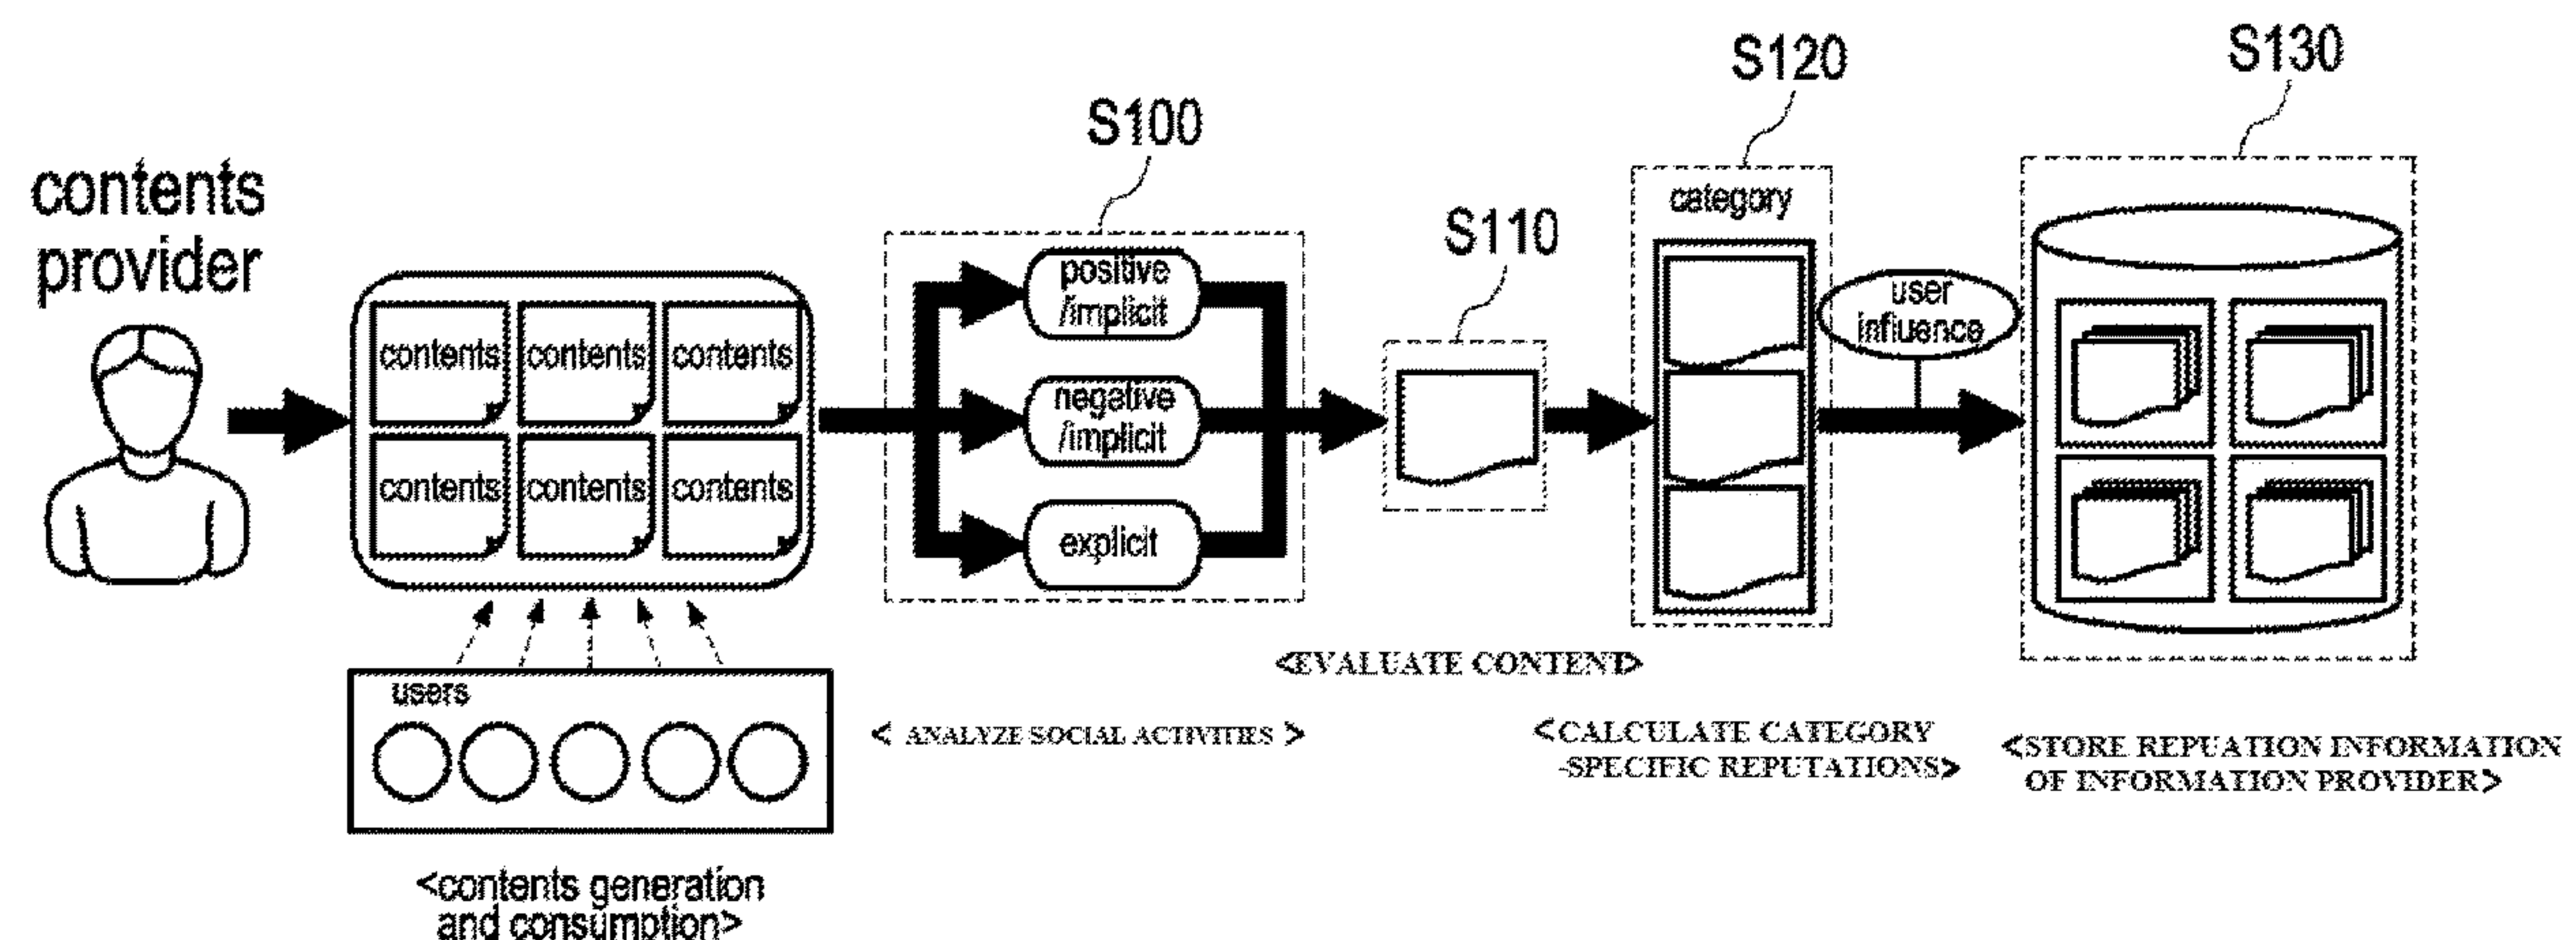 contents
provider
contents contents contents
contents contents contents
users
<contents generation
and consumption>
S100
positive
/implicit
negative
/implicit
explicit
< ANALYZE SOCIAL ACTIVITIES >
S110
<EVALUATE CONTENT>
S120
category
<CALCULATE CATEGORY
-SPECIFIC REPUTATIONS>
user
influence
S130
<STORE REPUATION INFORMATION
OF INFORMATION PROVIDER>